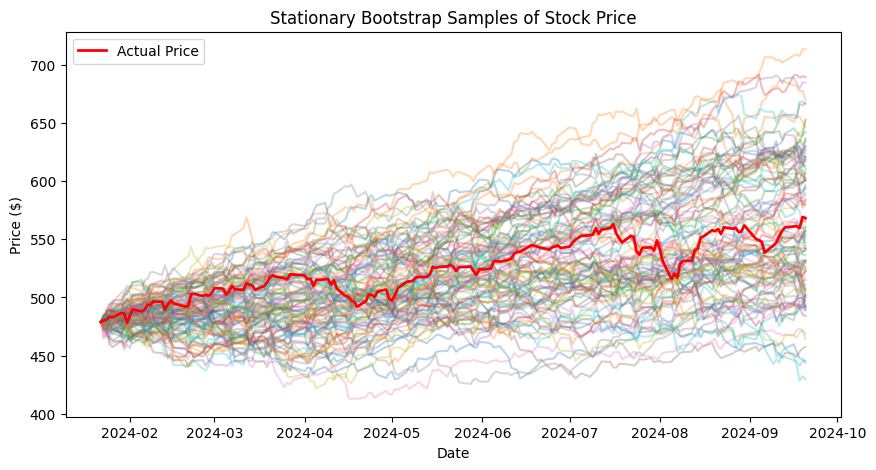 Stationary Bootstrap Samples of Stock Price
Actual Price
Price ($)
700
650
600
550
500
450
400
2024-02 2024-03 2024-04 2024-05 2024-06 2024-07 2024-08 2024-09 2024-10
Date